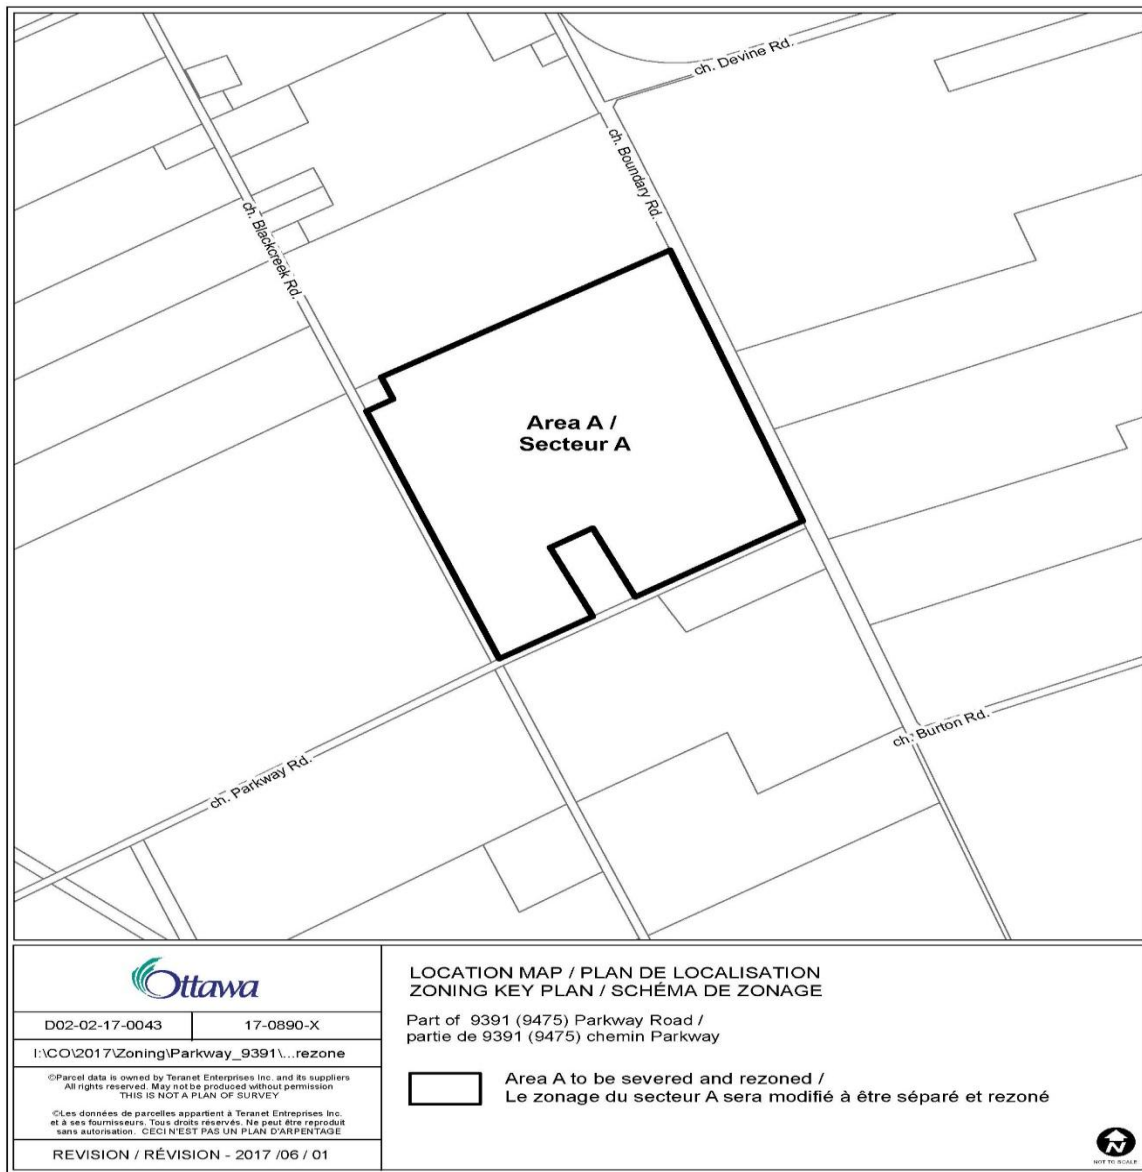 ch. Devine Rd.
ch. Boundary Rd.
ch. Blackcreek Rd.
Area A /
Secteur A
ch. Burton Rd.
ch. Parkway Rd.
Ottawa
D02-02-17-0043
17-0890-X
I:\CO\2017\Zoning\Parkway_9391\...rezone
©Parcel data is owned by Teranet Enterprises Inc. and its suppliers
All rights reserved. May not be produced without permission
THIS IS NOT A PLAN OF SURVEY
©Les données de parcelles appartient à Teranet Entreprises Inc.
et à ses fournisseurs. Tous droits réservés. Ne peut être reproduit
sans autorisation. CECI N'EST PAS UN PLAN D'ARPENTAGE
REVISION / RÉVISION - 2017 /06 / 01
LOCATION MAP / PLAN DE LOCALISATION
ZONING KEY PLAN / SCHÉMA DE ZONAGE
Part of 9391 (9475) Parkway Road /
partie de 9391 (9475) chemin Parkway
Area A to be severed and rezoned /
Le zonage du secteur A sera modifié à être séparé et rezoné
N
NOT TO SCALE